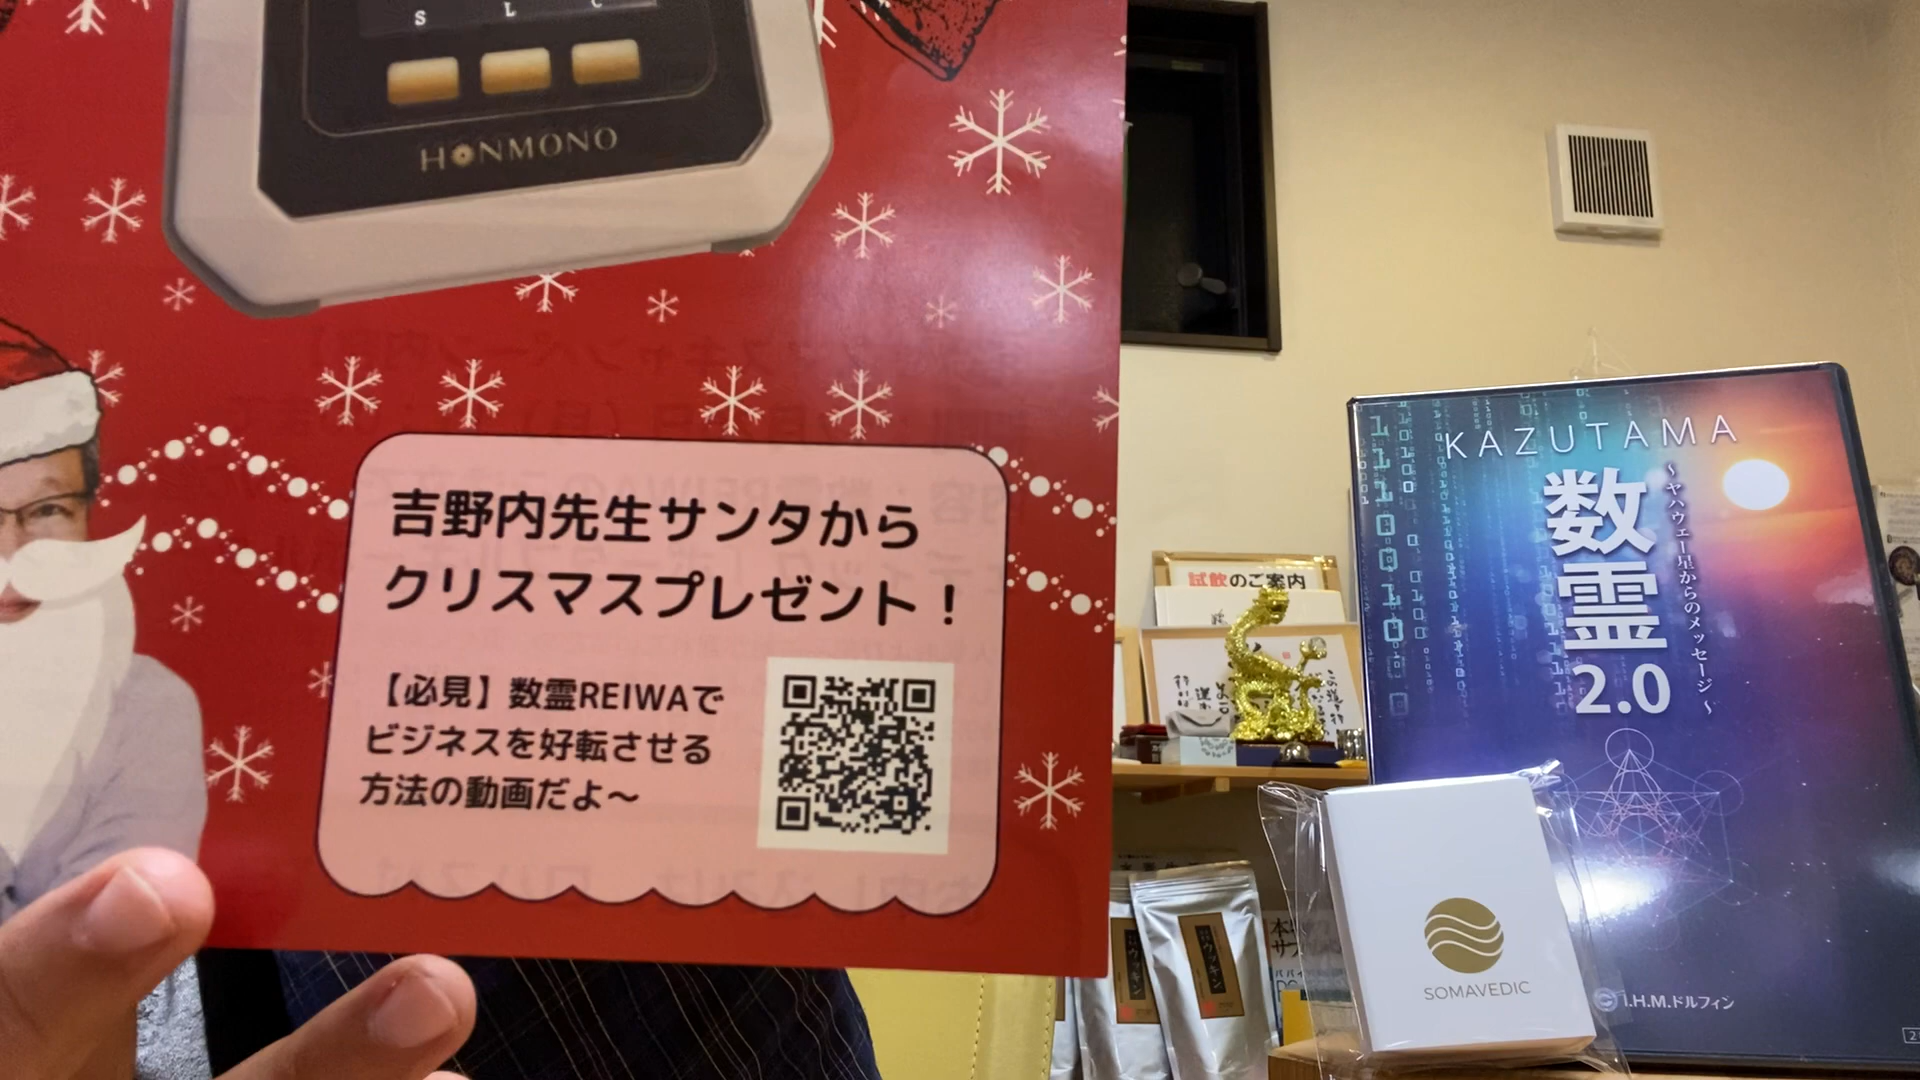 S L C
HONMONO
吉野内先生サンタから
クリスマスプレゼント！
【必見】数霊REIWAで
ビジネスを好転させる
方法の動画だよ〜
試飲のご案内
KAZUTAMA
数霊
2.0
〜ヤハウェー星からのメッセージ〜
SOMAVEDIC
I.H.M.ドルフィン